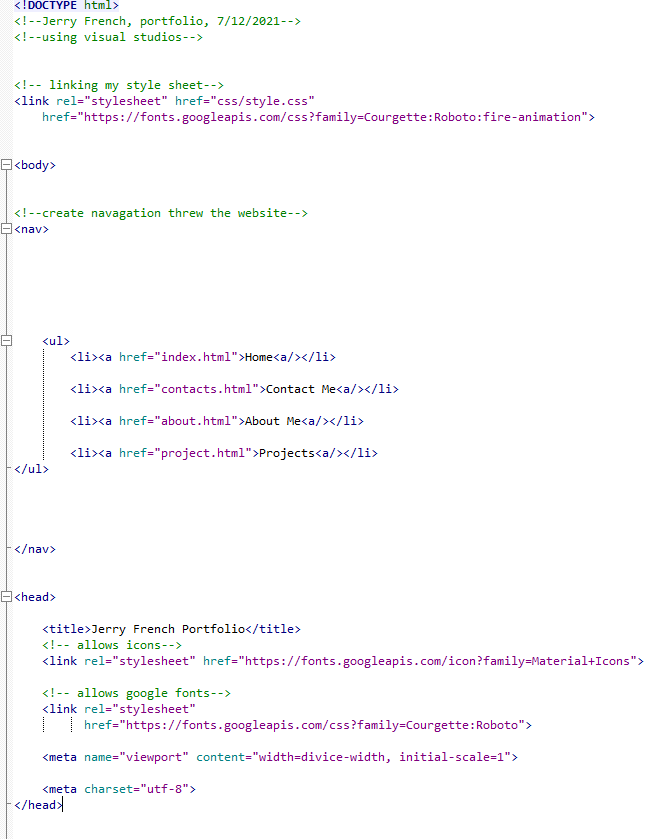 <!DOCTYPE html>
<!--Jerry French, portfolio, 7/12/2021-->
<!--using visual studios-->
<!-- linking my style sheet-->
<link rel="stylesheet" href="css/style.css"
href="https://fonts.googleapis.com/css?family=Courgette:Roboto:fire-animation">
<body>
<!--create navagation threw the website-->
<nav>
<ul>
<li><a href="index.html">Home<a/></li>
<li><a href="contacts.html">Contact Me<a/></li>
<li><a href="about.html">About Me<a/></li>
<li><a href="project.html">Projects<a/></li>
</ul>
</nav>
<head>
<title>Jerry French Portfolio</title>
<!-- allows icons-->
<link rel="stylesheet" href="https://fonts.googleapis.com/icon?family=Material+Icons">
<!-- allows google fonts-->
<link rel="stylesheet"
href="https://fonts.googleapis.com/css?family=Courgette:Roboto">
<meta name="viewport" content="width=divice-width, initial-scale=1">
<meta charset="utf-8">
</head>